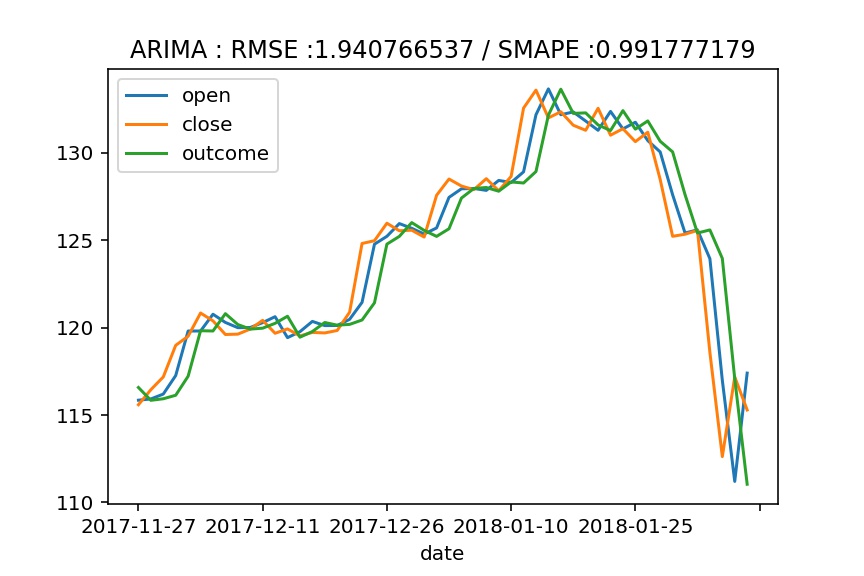 ARIMA : RMSE :1.940766537 / SMAPE :0.991777179
open
close
outcome
130
125
120
115
110
2017-11-27 2017-12-11 2017-12-26 2018-01-10 2018-01-25
date